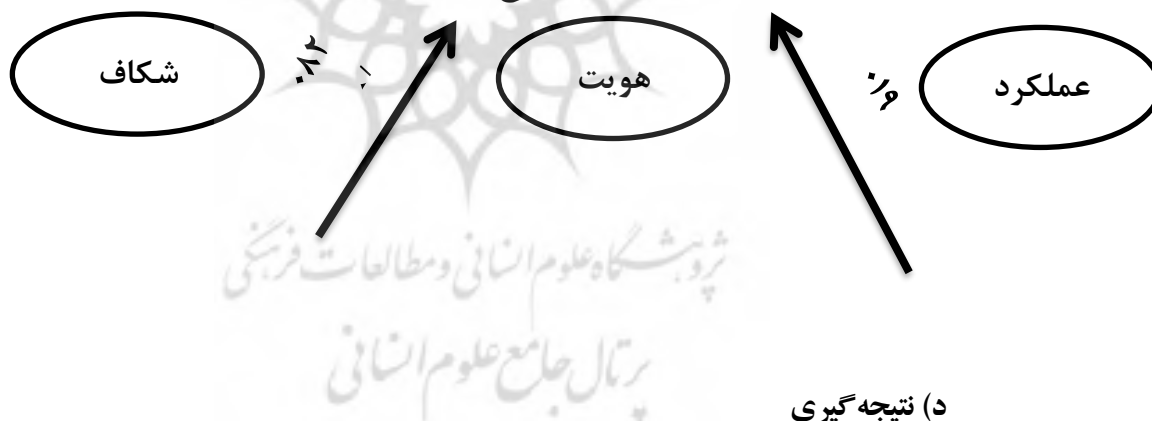 عملکرد هویت شکاف
پژوهشگاه علوم انسانی و مطالعات فرهنگی
پرتال جامع علوم انسانی
د) نتیجه گیری